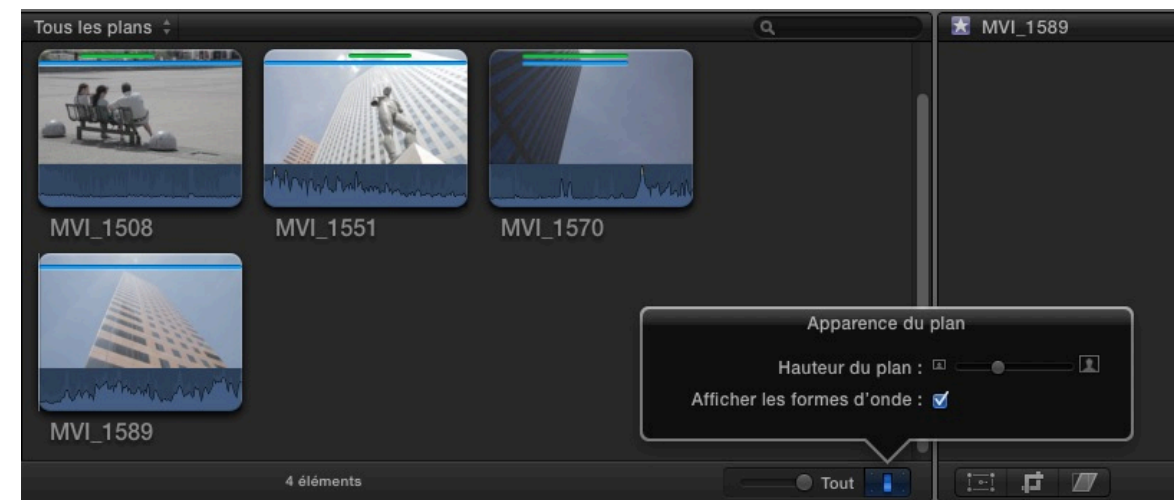 Tous les plans
MVI_1589
MVI_1508 MVI_1551 MVI_1570
MVI_1589
Apparence du plan
Hauteur du plan :
Afficher les formes d'onde :
4 éléments
Tout